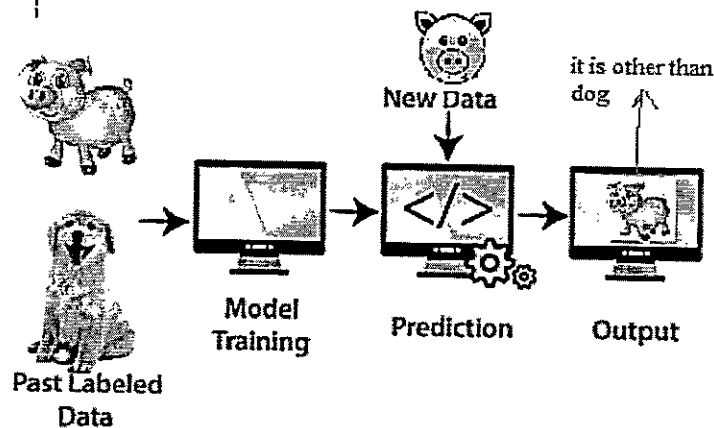 New Data
it is other than
dog
</>
Model
Training
Prediction
Output
Past Labeled
Data